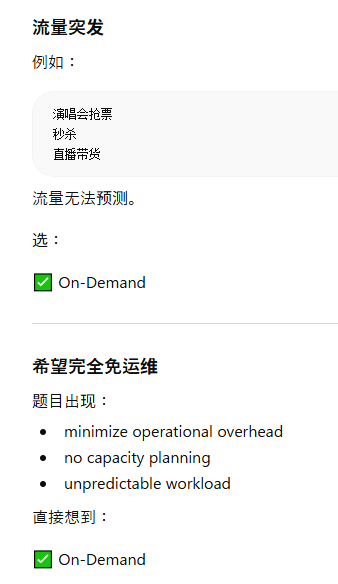 流量突发
例如：
演唱会抢票
秒杀
直播带货
流量无法预测。
选：
✅ On-Demand
希望完全免运维
题目出现：
• minimize operational overhead
• no capacity planning
• unpredictable workload
直接想到：
✅ On-Demand